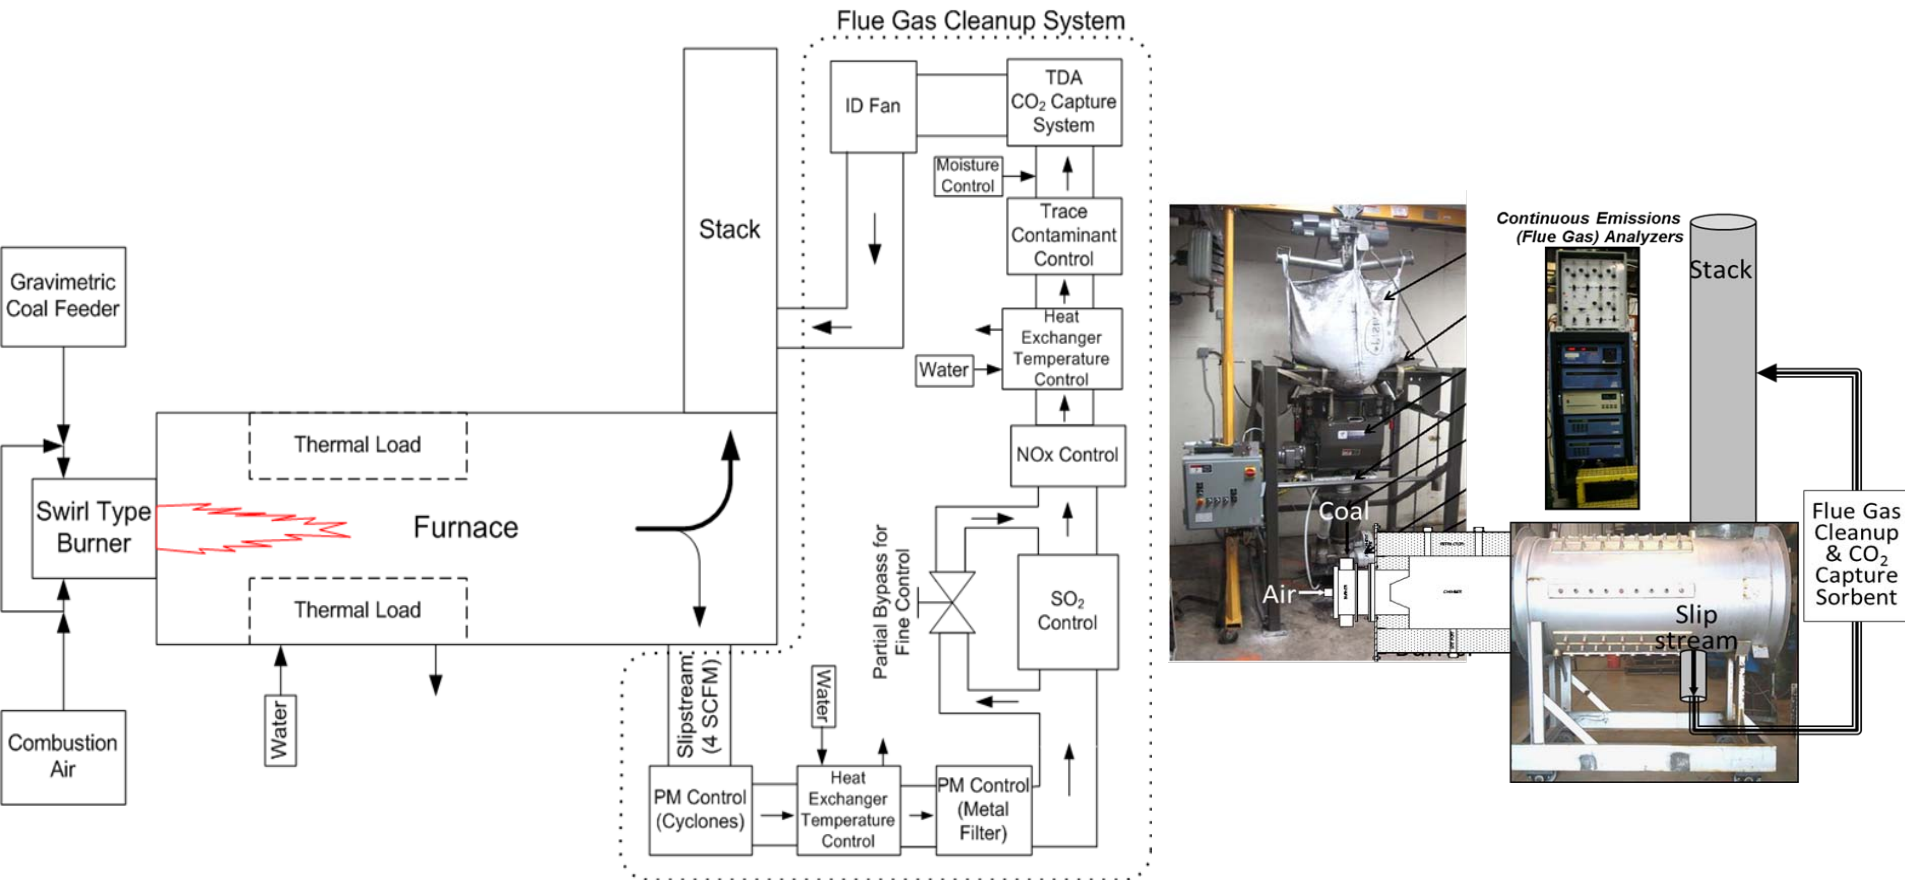 Flue Gas Cleanup System
ID Fan
TDA
CO₂ Capture
System
Moisture
Control
Trace
Contaminant
Control
Stack
Heat
Exchanger
Temperature
Control
Water
NOx Control
Gravimetric
Coal Feeder
Thermal Load
Swirl Type
Burner
Furnace
Thermal Load
Partial Bypass for
Fine Control
SO₂
Control
Combustion
Air
Water
Slipstream
(4 SCFM)
Water
PM Control
(Cyclones)
Heat
Exchanger
Temperature
Control
PM Control
(Metal
Filter)
Continuous Emissions
(Flue Gas) Analyzers
Stack
Coal
Air
Flue Gas
Cleanup
& CO₂
Capture
Sorbent
Slip
stream